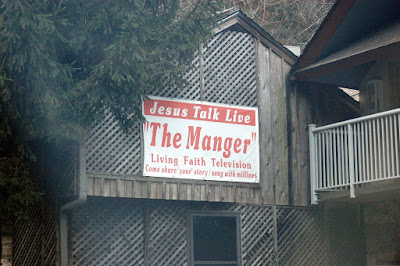 Jesus Talk Live
"The Manger"
Living Faith Television
Come share your story / song with millions